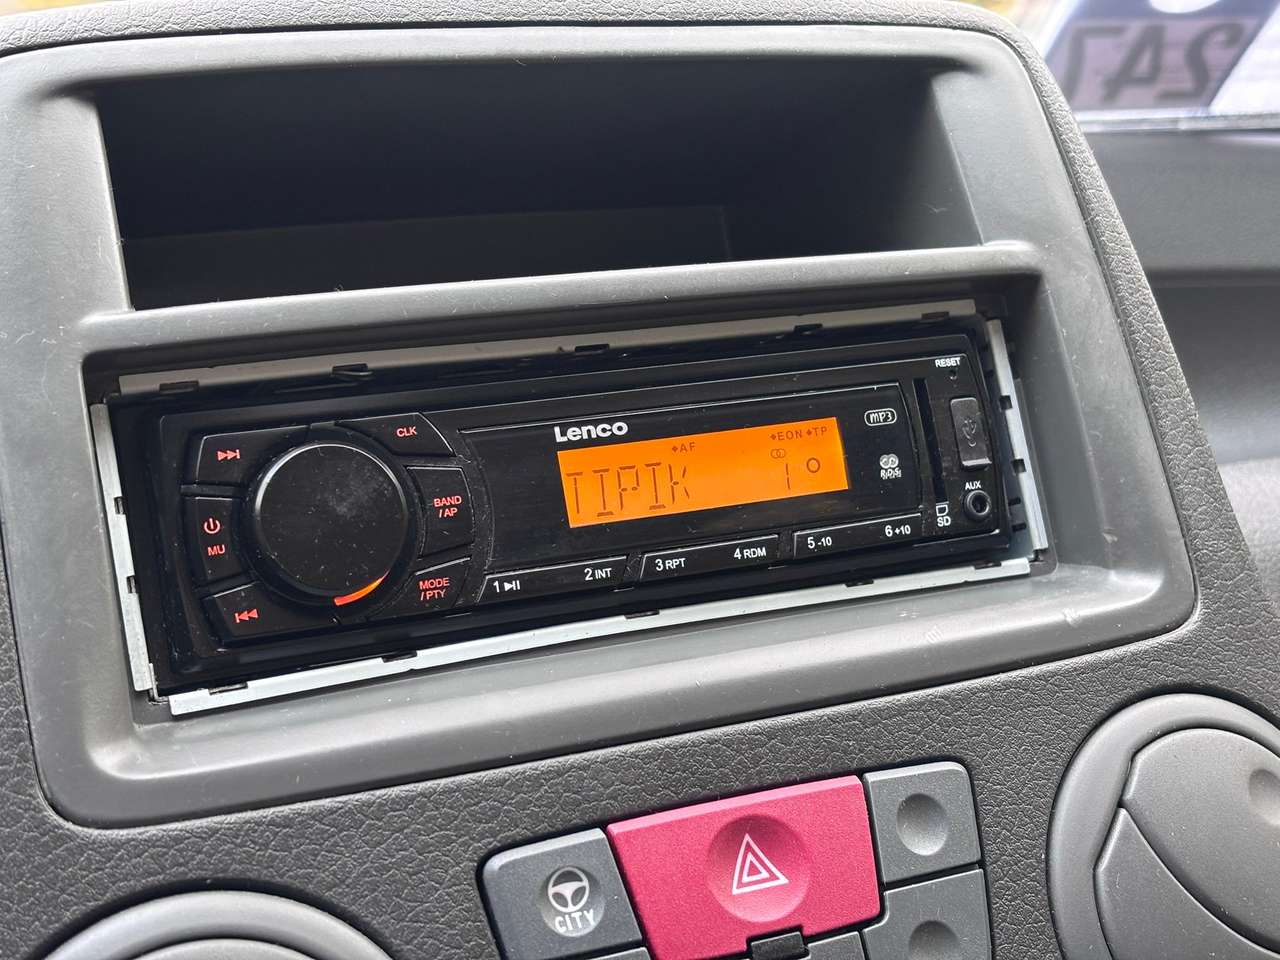 RESET
Lenco
MP3
CLK
◆AF
◆EON ◆TP
TIPIK 1°
BAND
/ AP
RDS
MU
AUX
SD
MODE
/ PTY
1
2 INT
3 RPT
4 RDM
5 -10
6 +10
CITY